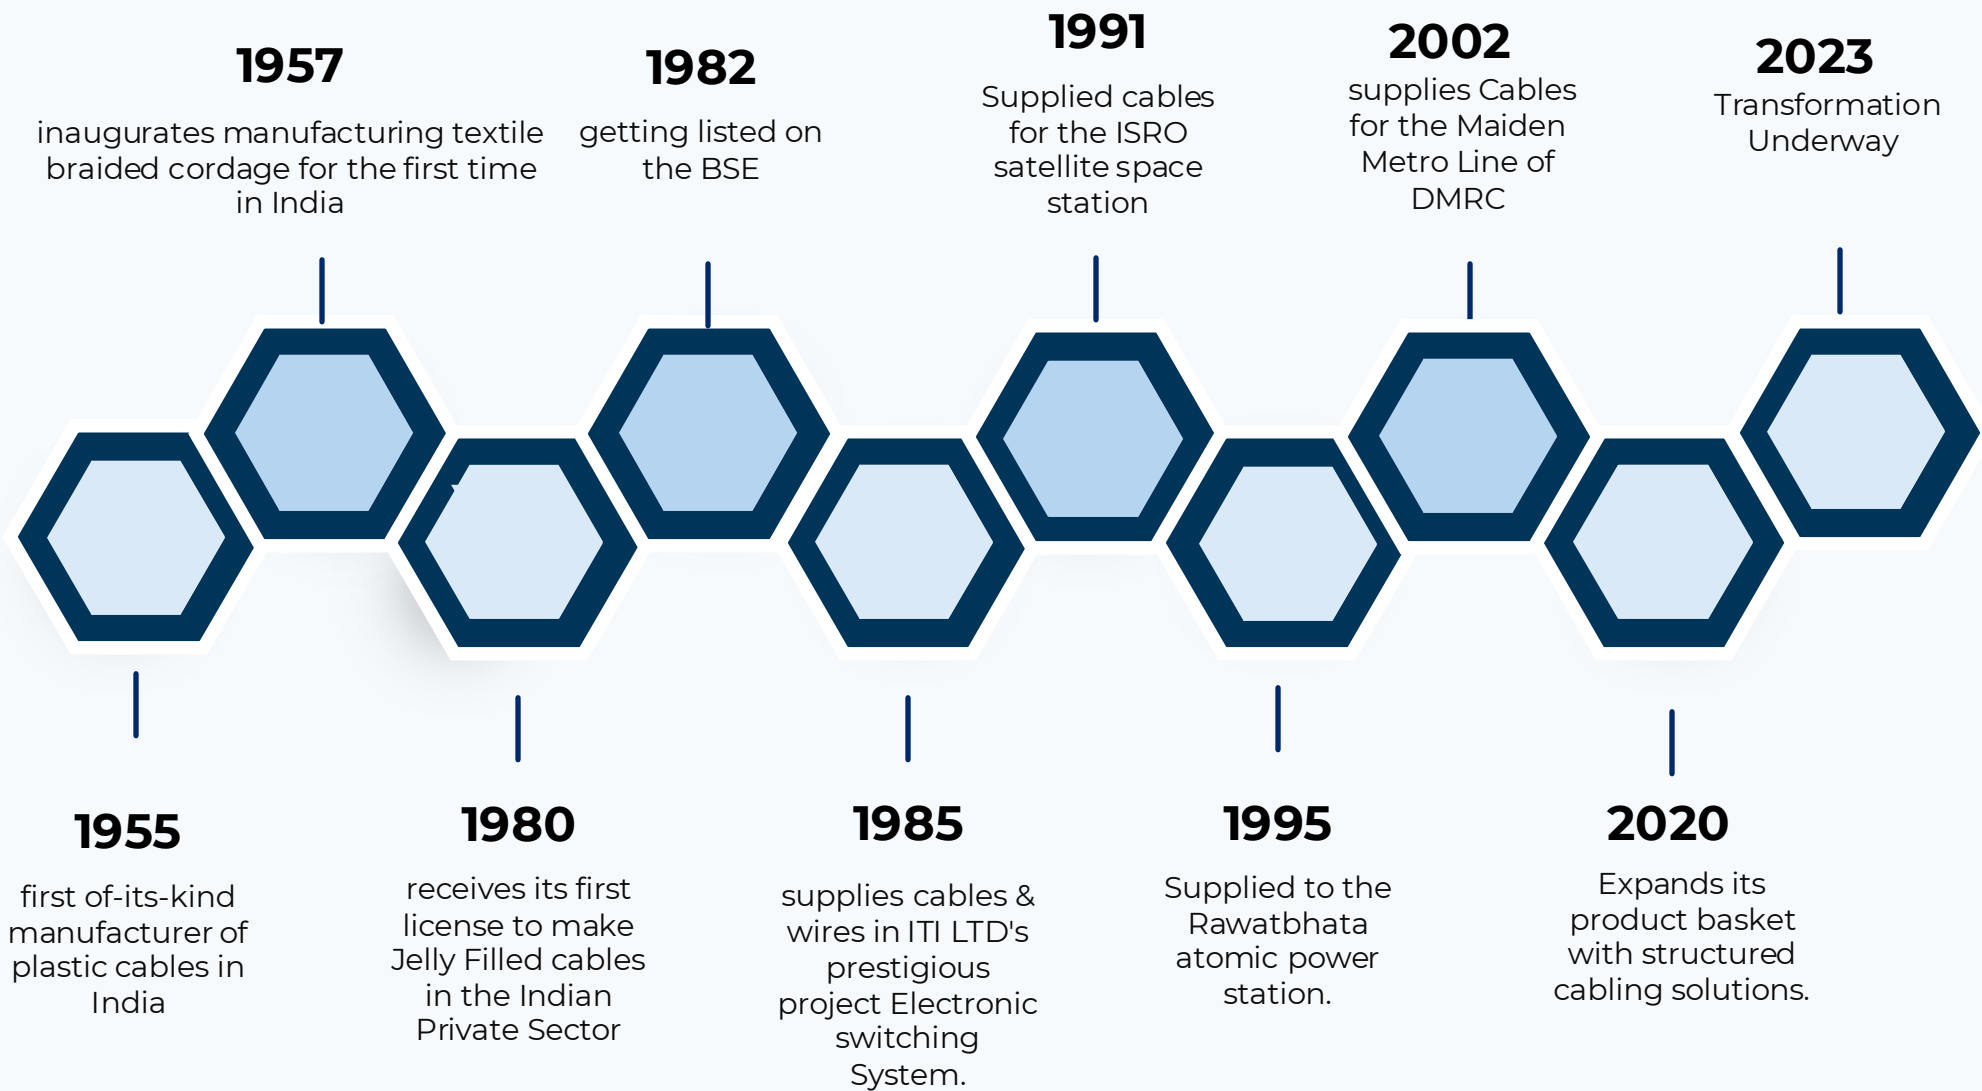 1957
inaugurates manufacturing textile
braided cordage for the first time
in India
1982
getting listed on
the BSE
1991
Supplied cables
for the ISRO
satellite space
station
2002
supplies Cables
for the Maiden
Metro Line of
DMRC
2023
Transformation
Underway
1955
first of-its-kind
manufacturer of
plastic cables in
India
1980
receives its first
license to make
Jelly Filled cables
in the Indian
Private Sector
1985
supplies cables &
wires in ITI LTD's
prestigious
project Electronic
switching
System.
1995
Supplied to the
Rawatbhata
atomic power
station.
2020
Expands its
product basket
with structured
cabling solutions.